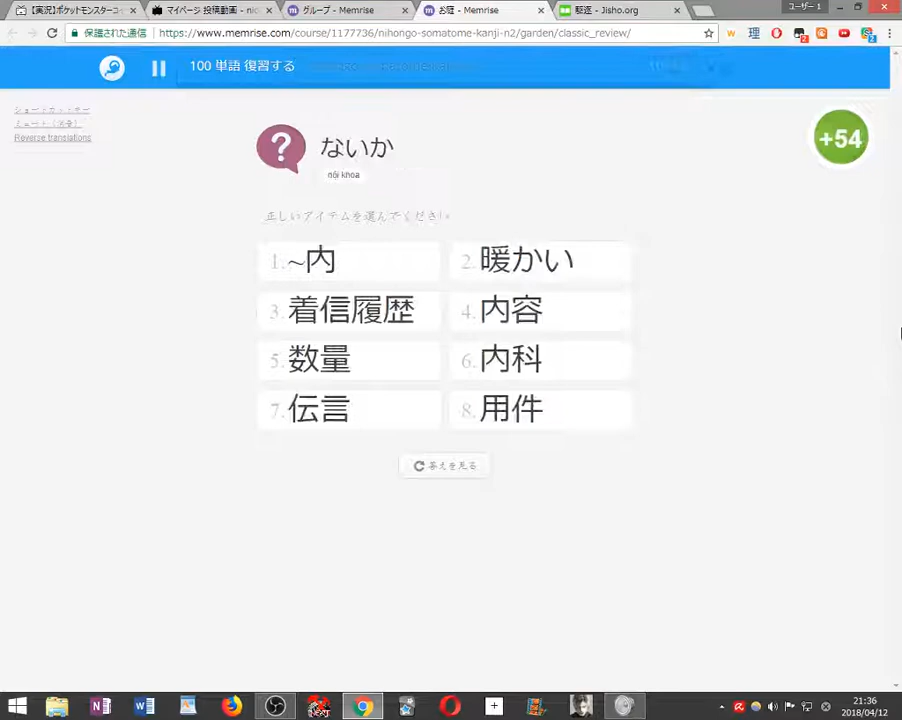 【実況】ポケットモンスターユ
マイページ 投稿動画 - nic
グループ - Memrise
お庭 - Memrise
駆逐 - Jisho.org
ユーザー 1
保護された通信
https://www.memrise.com/course/1177736/nihongo-somatome-kanji-n2/garden/classic_review/
100 単語 復習する
Reverse translations
+54
ないか
nội khoa
正しいアイテムを選んでください。
1. ~内
2. 暖かい
3. 着信履歴
4. 内容
5. 数量
6. 内科
7. 伝言
8. 用件
答えを見る
21:36
2018/04/12